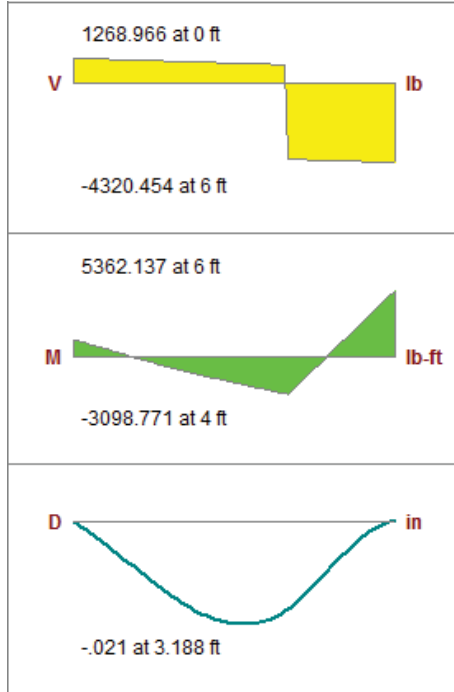 1268.966 at 0 ft
V lb
-4320.454 at 6 ft
5362.137 at 6 ft
M lb-ft
-3098.771 at 4 ft
D in
-.021 at 3.188 ft